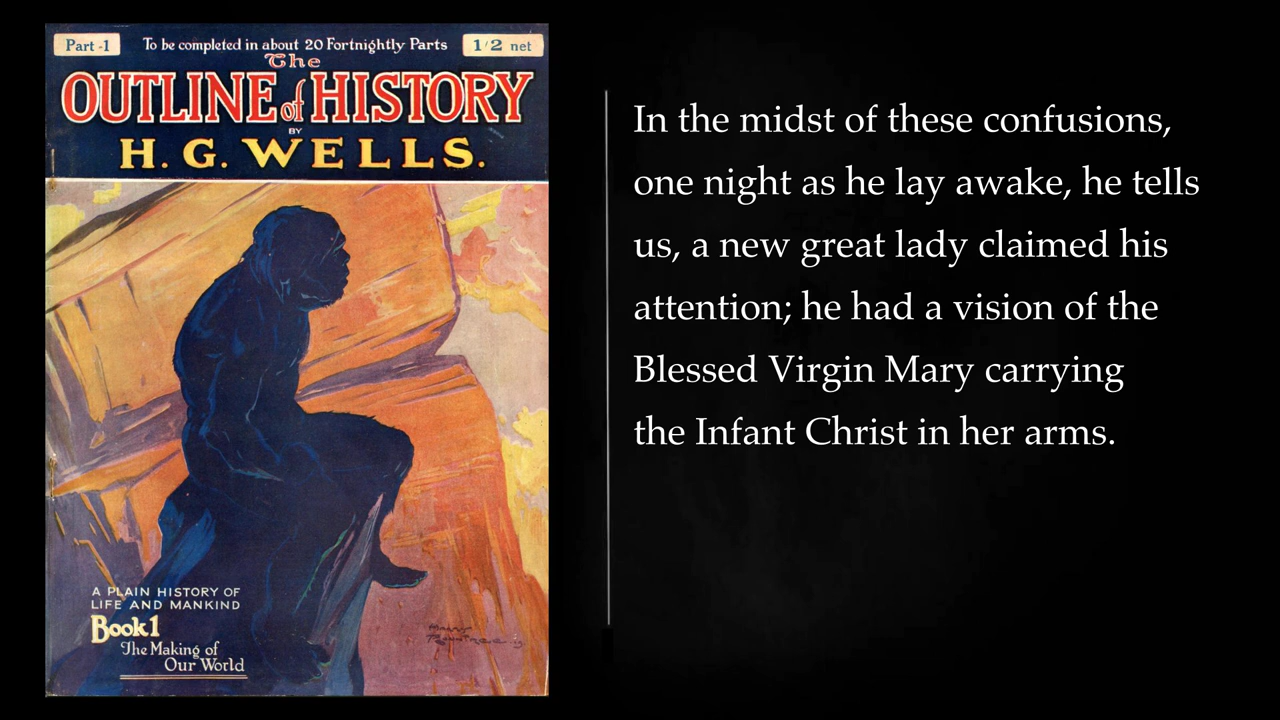 Part -1
To be completed in about 20 Fortnightly Parts
1/2 net
The
OUTLINE of HISTORY
BY
H. G. WELLS.
A PLAIN HISTORY OF
LIFE AND MANKIND
Book 1
The Making of
Our World
In the midst of these confusions,
one night as he lay awake, he tells
us, a new great lady claimed his
attention; he had a vision of the
Blessed Virgin Mary carrying
the Infant Christ in her arms.